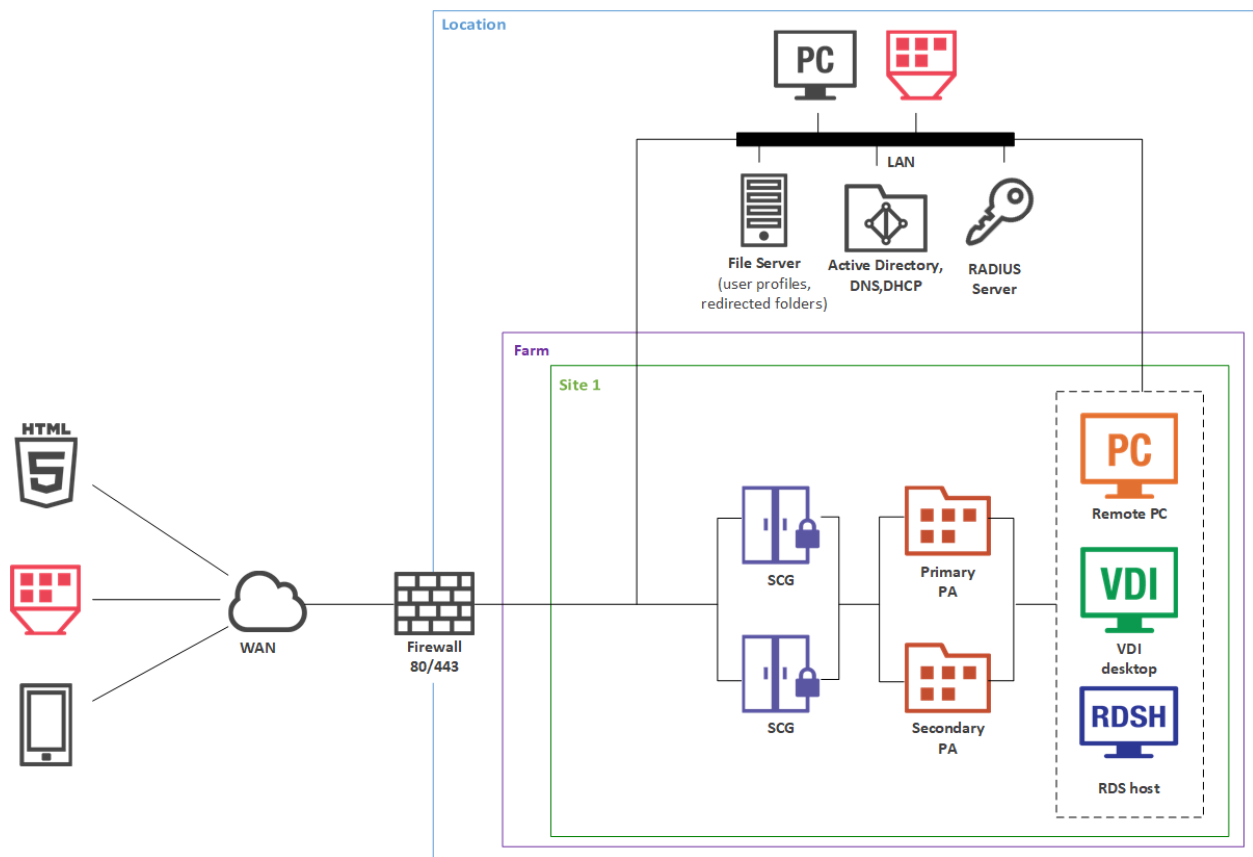 Location
PC
LAN
File Server
(user profiles,
redirected folders)
Active Directory,
DNS,DHCP
RADIUS
Server
Farm
Site 1
HTML
5
WAN
Firewall
80/443
SCG
SCG
Primary
PA
Secondary
PA
PC
Remote PC
VDI
VDI
desktop
RDSH
RDS host